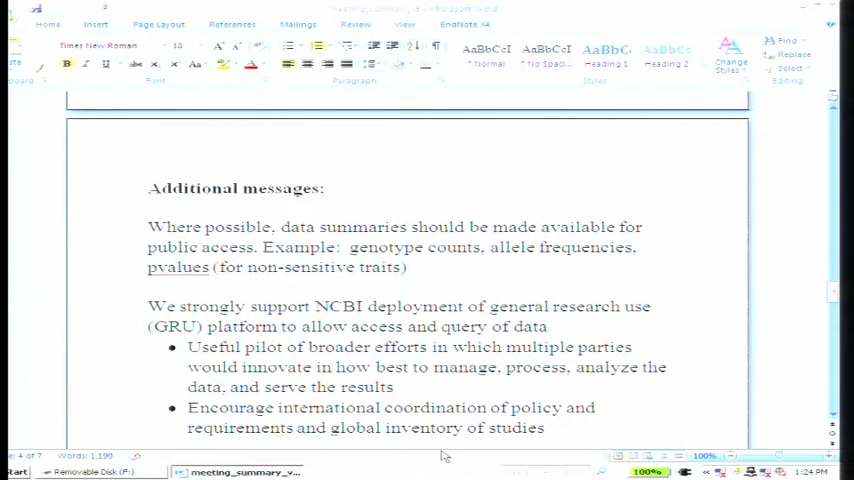 Home Insert Page Layout References Mailings Review View EndNote X4
Times New Roman 18
AaBbCcI AaBbCcI AaBbC AaBbCcI
Normal No Spaci... Heading 1 Heading 2
Change Styles
Find
Replace
Select
Font Paragraph Styles Editing
Additional messages:
Where possible, data summaries should be made available for
public access. Example: genotype counts, allele frequencies,
pvalues (for non-sensitive traits)
We strongly support NCBI deployment of general research use
(GRU) platform to allow access and query of data
• Useful pilot of broader efforts in which multiple parties
would innovate in how best to manage, process, analyze the
data, and serve the results
• Encourage international coordination of policy and
requirements and global inventory of studies
4 of 7 Words: 1,190 100%
Start Removable Disk (F:) meeting_summary_v... 100% 1:24 PM